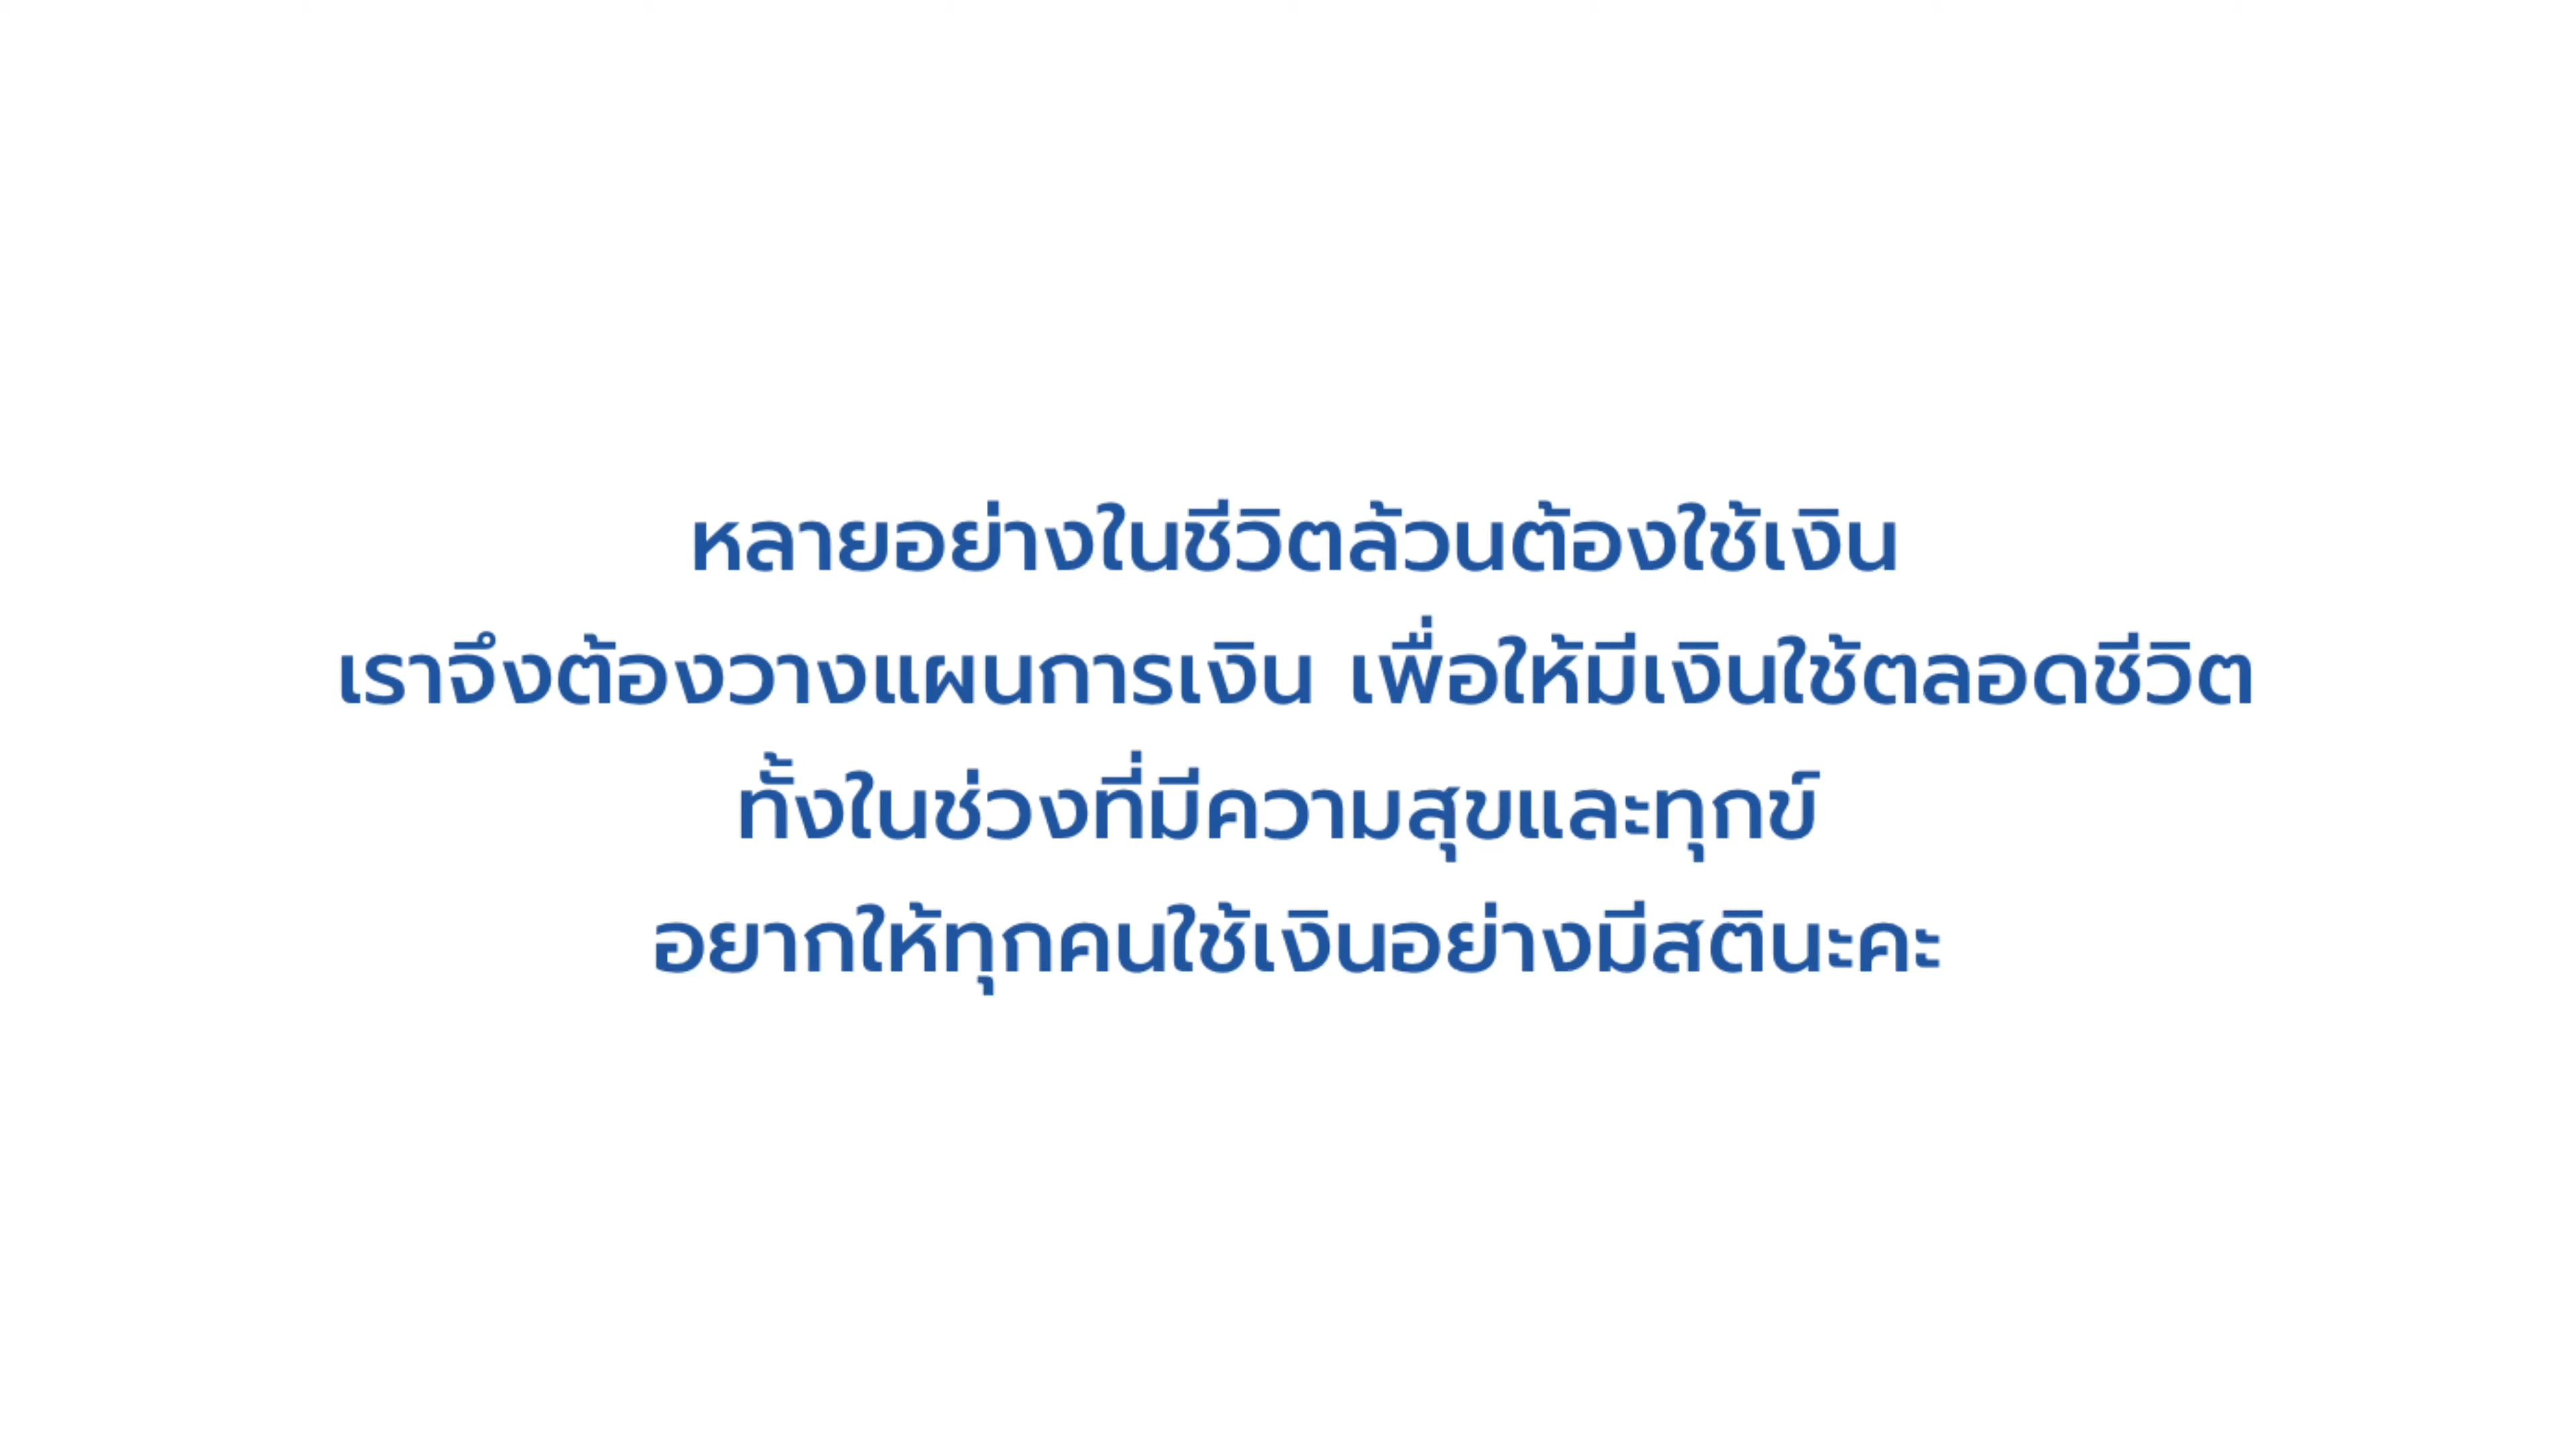 หลายอย่างในชีวิตล้วนต้องใช้เงิน
เราจึงต้องวางแผนการเงิน เพื่อให้มีเงินใช้ตลอดชีวิต
ทั้งในช่วงที่มีความสุขและทุกข์
อยากให้ทุกคนใช้เงินอย่างมีสตินะคะ